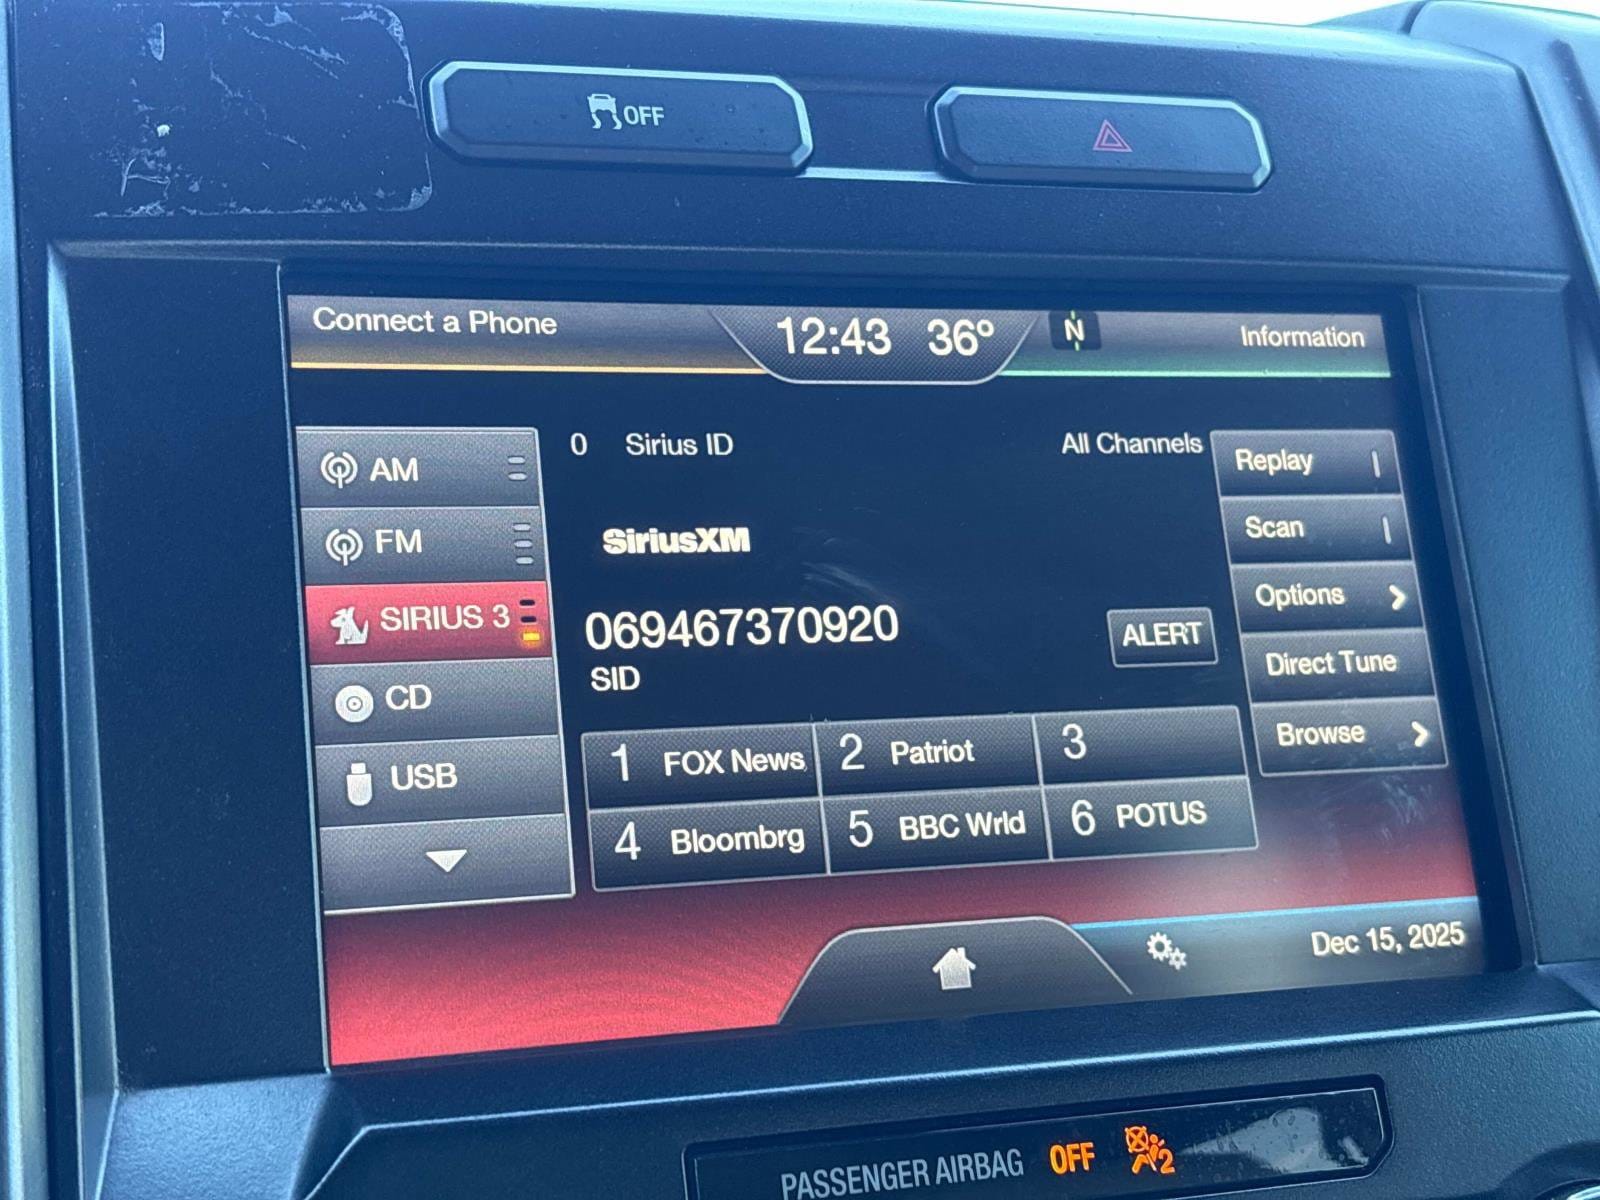 OFF
Connect a Phone
12:43 36°
N
Information
AM
FM
SIRIUS 3
CD
USB
0 Sirius ID
All Channels
SiriusXM
069467370920
SID
ALERT
1 FOX News
2 Patriot
3
4 Bloombrg
5 BBC Wrld
6 POTUS
Replay
Scan
Options
Direct Tune
Browse
Dec 15, 2025
PASSENGER AIRBAG OFF 2